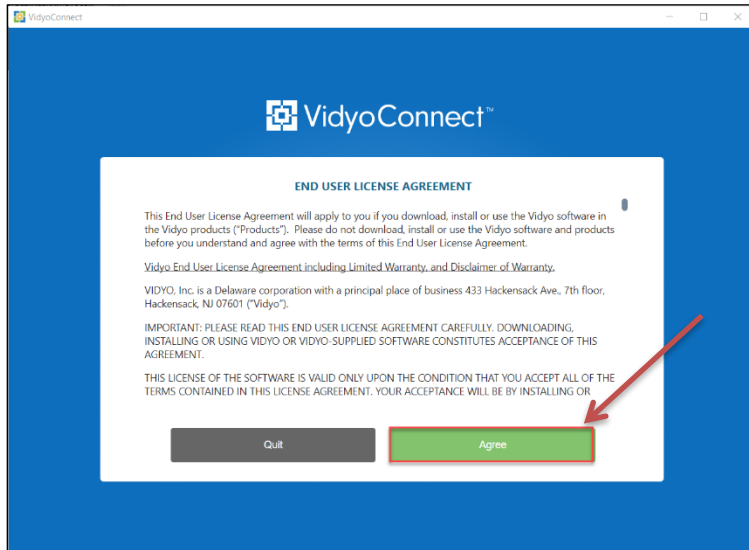 VidyoConnect
VidyoConnect™
END USER LICENSE AGREEMENT
This End User License Agreement will apply to you if you download, install or use the Vidyo software in
the Vidyo products ("Products"). Please do not download, install or use the Vidyo software and products
before you understand and agree with the terms of this End User License Agreement.
Vidyo End User License Agreement including Limited Warranty, and Disclaimer of Warranty.
VIDYO, Inc. is a Delaware corporation with a principal place of business 433 Hackensack Ave., 7th floor,
Hackensack, NJ 07601 ("Vidyo").
IMPORTANT: PLEASE READ THIS END USER LICENSE AGREEMENT CAREFULLY. DOWNLOADING,
INSTALLING OR USING VIDYO OR VIDYO-SUPPLIED SOFTWARE CONSTITUTES ACCEPTANCE OF THIS
AGREEMENT.
THIS LICENSE OF THE SOFTWARE IS VALID ONLY UPON THE CONDITION THAT YOU ACCEPT ALL OF THE
TERMS CONTAINED IN THIS LICENSE AGREEMENT. YOUR ACCEPTANCE WILL BE BY INSTALLING OR
Quit
Agree